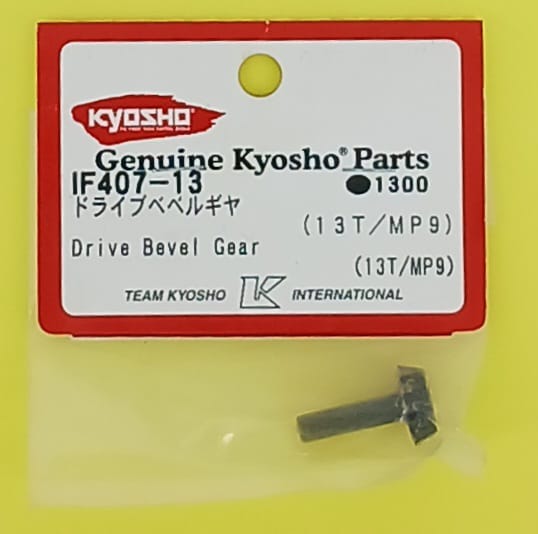 KYOSHO
Genuine Kyosho® Parts
IF407-13 ●1300
ドライブベベルギヤ
(13T/MP9)
Drive Bevel Gear
(13T/MP9)
TEAM KYOSHO K INTERNATIONAL